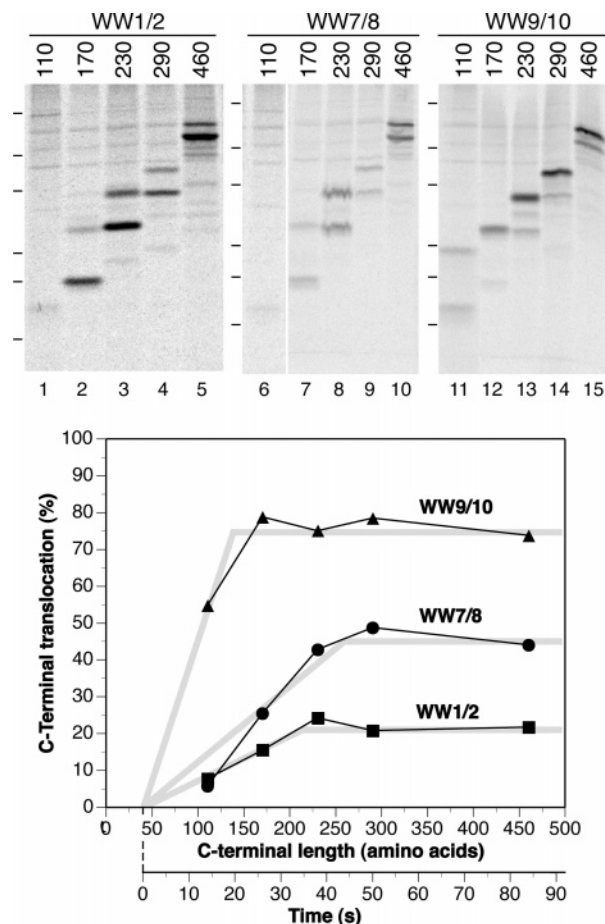 WW1/2 WW7/8 WW9/10
110 170 230 290 460 110 170 230 290 460 110 170 230 290 460
1 2 3 4 5 6 7 8 9 10 11 12 13 14 15
100
90
80
70
60
50
40
30
20
10
0
C-Terminal translocation (%)
WW9/10
WW7/8
WW1/2
0 50 100 150 200 250 300 350 400 450 500
C-terminal length (amino acids)
0 10 20 30 40 50 60 70 80 90
Time (s)